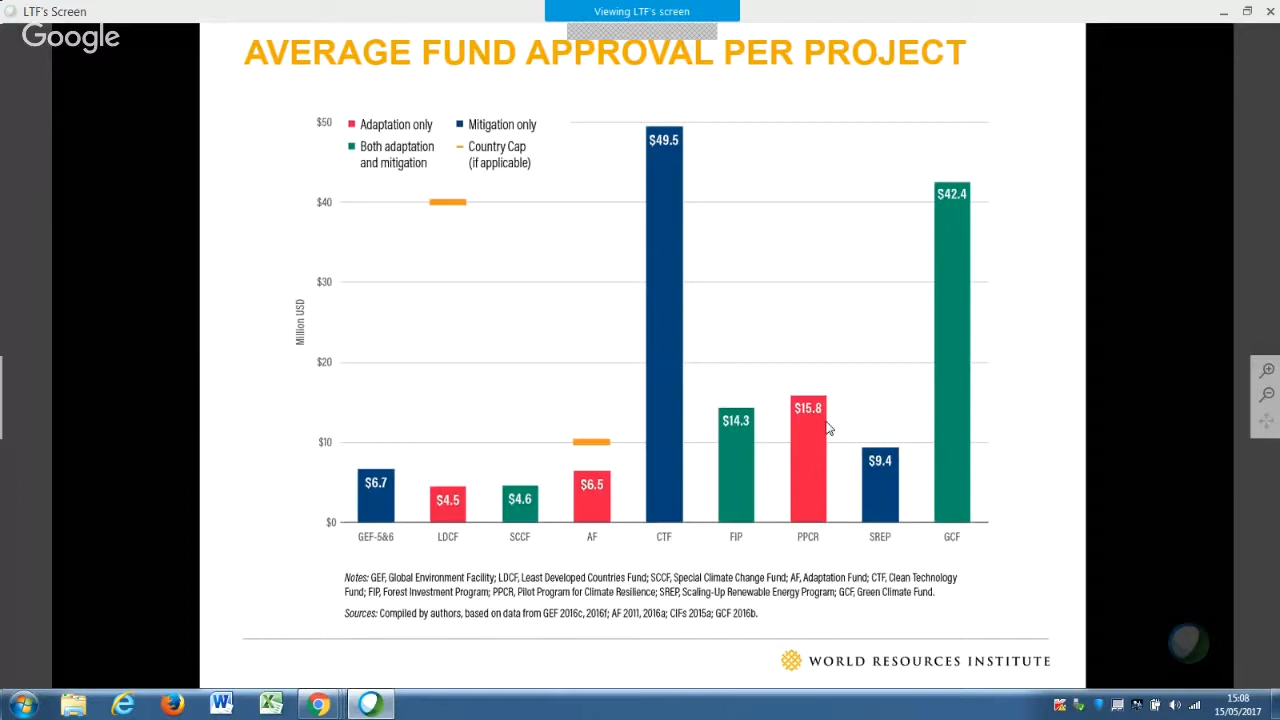 LTF's Screen
Viewing LTF's screen
Google
AVERAGE FUND APPROVAL PER PROJECT
$50
Adaptation only
Mitigation only
Both adaptation
and mitigation
Country Cap
(if applicable)
$40
$30
$20
$10
$0
Million USD
$6.7
$4.5
$4.6
$6.5
$49.5
$14.3
$15.8
$9.4
$42.4
GEF-5&6
LDCF
SCCF
AF
CTF
FIP
PPCR
SREP
GCF
Notes: GEF, Global Environment Facility; LDCF, Least Developed Countries Fund; SCCF, Special Climate Change Fund; AF, Adaptation Fund; CTF, Clean Technology
Fund; FIP, Forest Investment Program; PPCR, Pilot Program for Climate Resilience; SREP, Scaling-Up Renewable Energy Program; GCF, Green Climate Fund.
Sources: Compiled by authors, based on data from GEF 2016c, 2016f; AF 2011, 2016a; CIFs 2015a; GCF 2016b.
WORLD RESOURCES INSTITUTE
15:08
15/05/2017